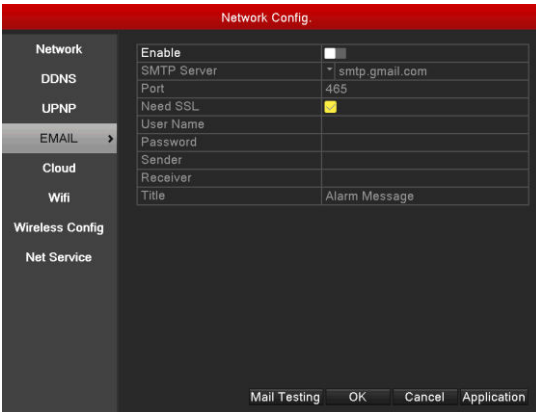 Network Config.
Network
DDNS
UPNP
EMAIL
Cloud
Wifi
Wireless Config
Net Service
Enable
SMTP Server smtp.gmail.com
Port 465
Need SSL
User Name
Password
Sender
Receiver
Title Alarm Message
Mail Testing OK Cancel Application